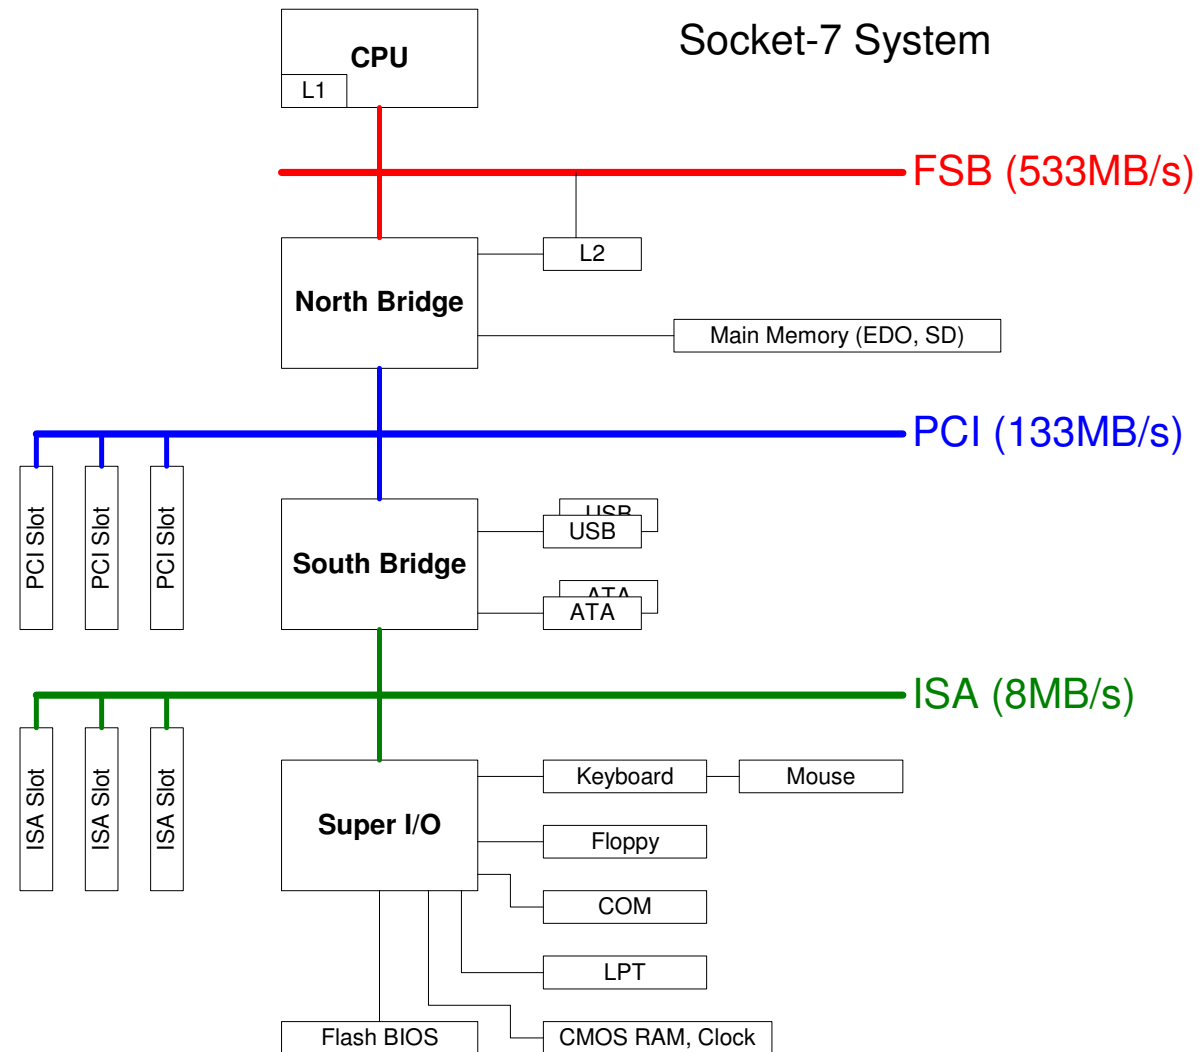 Socket-7 System
CPU
L1
FSB (533MB/s)
L2
North Bridge
Main Memory (EDO, SD)
PCI (133MB/s)
PCI Slot
PCI Slot
PCI Slot
USB
USB
South Bridge
ATA
ATA
ISA (8MB/s)
ISA Slot
ISA Slot
ISA Slot
Keyboard
Mouse
Super I/O
Floppy
COM
LPT
Flash BIOS
CMOS RAM, Clock